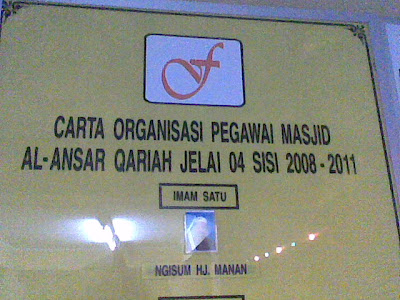 CARTA ORGANISASI PEGAWAI MASJID
AL-ANSAR QARIAH JELAI 04 SISI 2008 - 2011
IMAM SATU
NGISUM HJ. MANAN